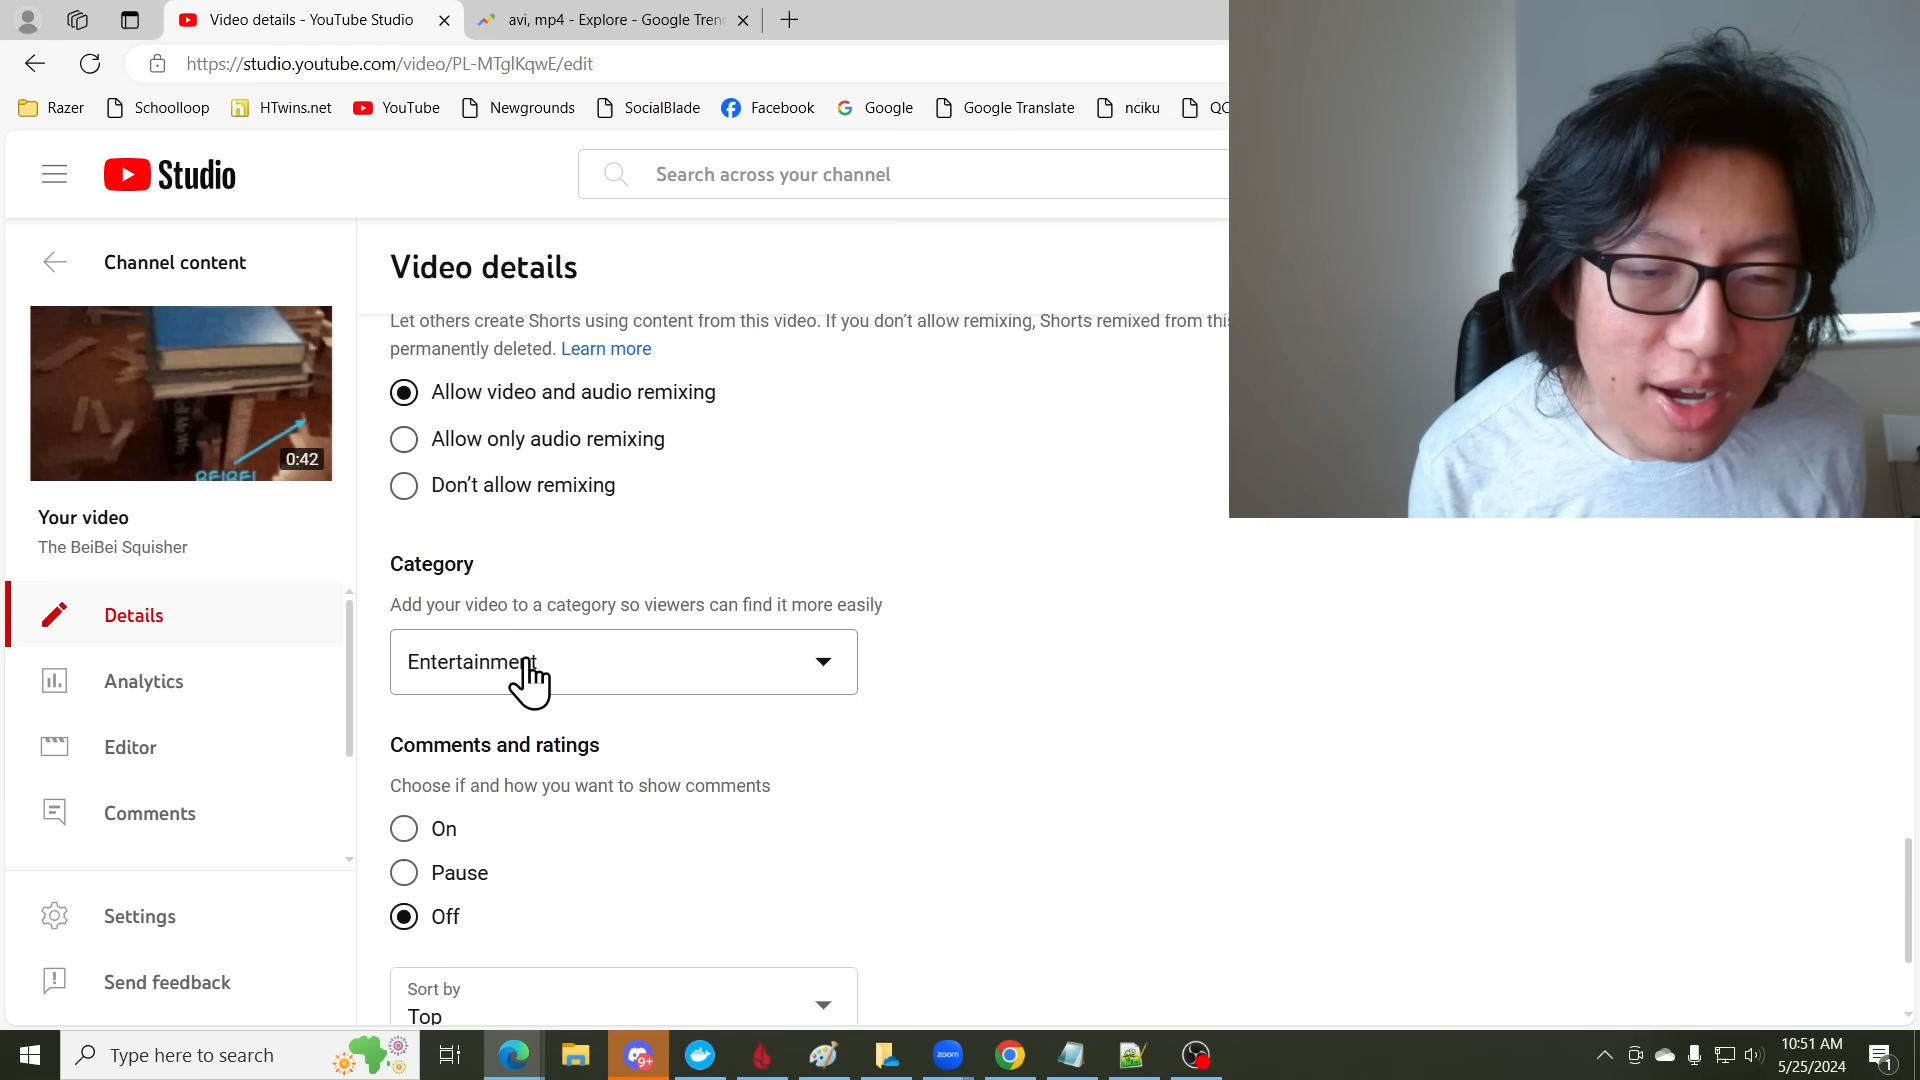 Video details - YouTube Studio
avi, mp4 - Explore - Google Tren
https://studio.youtube.com/video/PL-MTglKqwE/edit
Razer
Schoolloop
HTwins.net
YouTube
Newgrounds
SocialBlade
Facebook
Google
Google Translate
nciku
QC
Studio
Search across your channel
Channel content
0:42
BEIBEI
Your video
The BeiBei Squisher
Details
Analytics
Editor
Comments
Settings
Send feedback
Video details
Let others create Shorts using content from this video. If you don't allow remixing, Shorts remixed from this
permanently deleted. Learn more
Allow video and audio remixing
Allow only audio remixing
Don't allow remixing
Category
Add your video to a category so viewers can find it more easily
Entertainment
Comments and ratings
Choose if and how you want to show comments
On
Pause
Off
Sort by
Top
Type here to search
9+
zoom
10:51 AM
5/25/2024
1